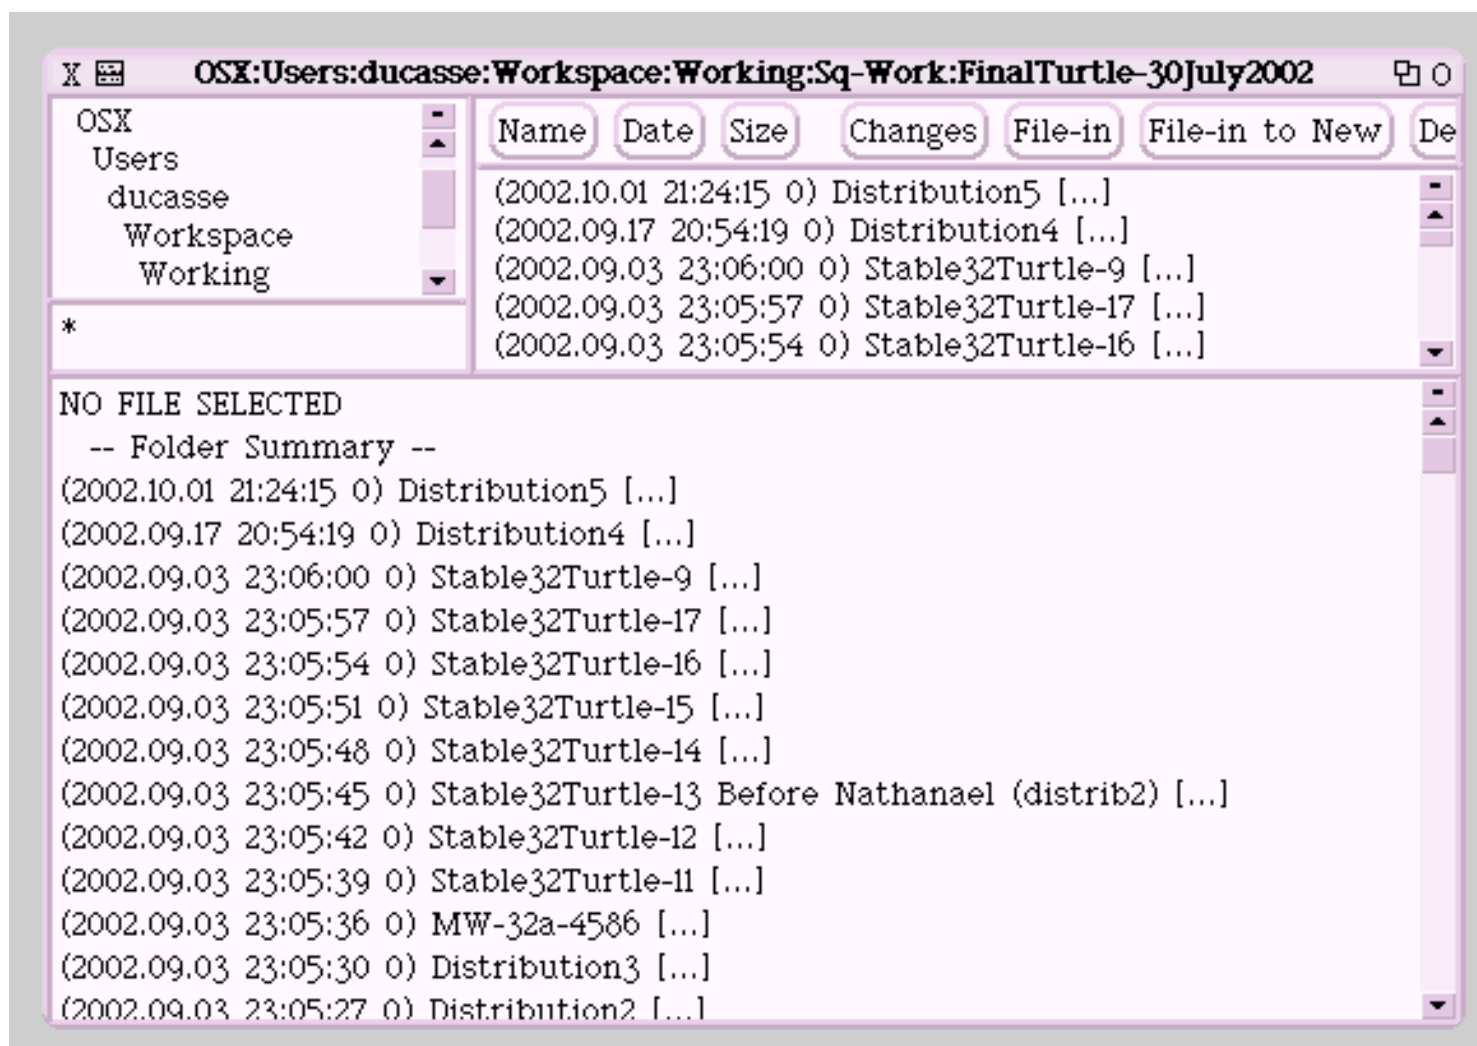 X OSX:Users:ducasse:Workspace:Working:Sq-Work:FinalTurtle-30July2002 O
OSX
Users
ducasse
Workspace
Working
*
Name Date Size Changes File-in File-in to New De
(2002.10.01 21:24:15 0) Distribution5 [...]
(2002.09.17 20:54:19 0) Distribution4 [...]
(2002.09.03 23:06:00 0) Stable32Turtle-9 [...]
(2002.09.03 23:05:57 0) Stable32Turtle-17 [...]
(2002.09.03 23:05:54 0) Stable32Turtle-16 [...]
NO FILE SELECTED
-- Folder Summary --
(2002.10.01 21:24:15 0) Distribution5 [...]
(2002.09.17 20:54:19 0) Distribution4 [...]
(2002.09.03 23:06:00 0) Stable32Turtle-9 [...]
(2002.09.03 23:05:57 0) Stable32Turtle-17 [...]
(2002.09.03 23:05:54 0) Stable32Turtle-16 [...]
(2002.09.03 23:05:51 0) Stable32Turtle-15 [...]
(2002.09.03 23:05:48 0) Stable32Turtle-14 [...]
(2002.09.03 23:05:45 0) Stable32Turtle-13 Before Nathanael (distrib2) [...]
(2002.09.03 23:05:42 0) Stable32Turtle-12 [...]
(2002.09.03 23:05:39 0) Stable32Turtle-11 [...]
(2002.09.03 23:05:36 0) MW-32a-4586 [...]
(2002.09.03 23:05:30 0) Distribution3 [...]
(2002.09.03 23:05:27 0) Distribution2 [...]